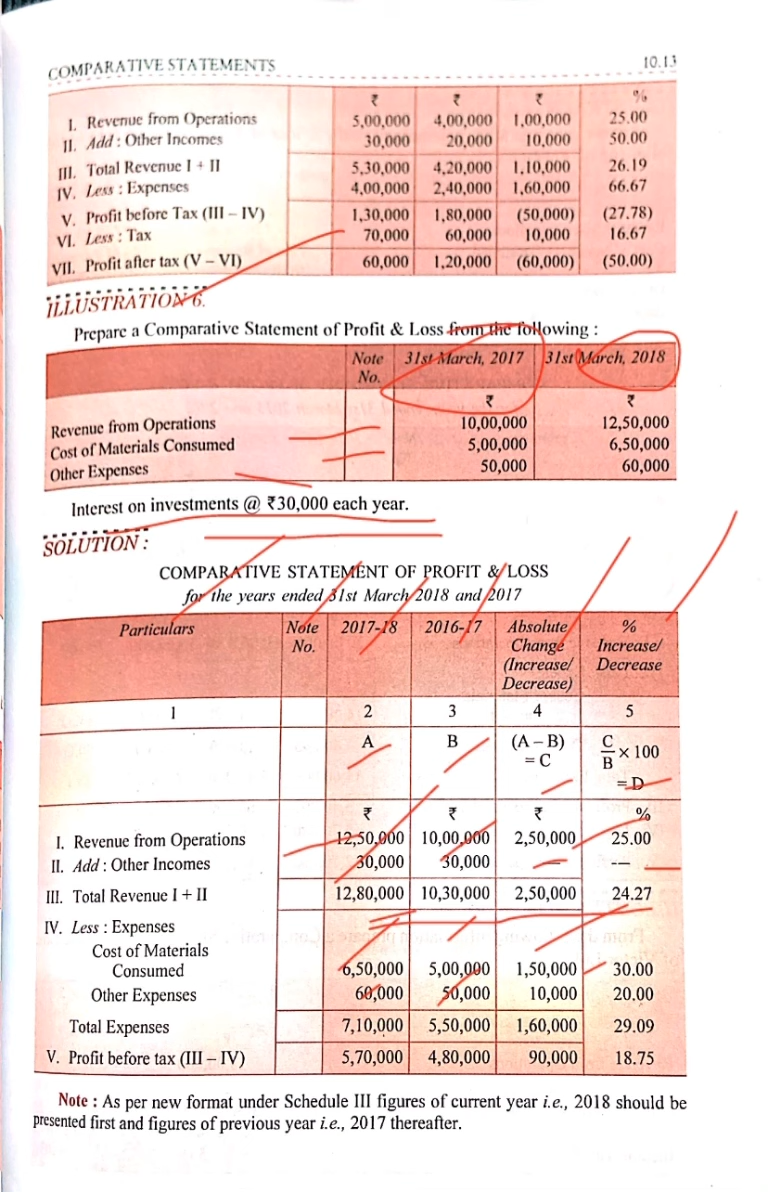 COMPARATIVE STATEMENTS 10.13
₹ ₹ ₹ %
I. Revenue from Operations 5,00,000 4,00,000 1,00,000 25.00
II. Add : Other Incomes 30,000 20,000 10,000 50.00
III. Total Revenue I + II 5,30,000 4,20,000 1,10,000 26.19
IV. Less : Expenses 4,00,000 2,40,000 1,60,000 66.67
V. Profit before Tax (III – IV) 1,30,000 1,80,000 (50,000) (27.78)
VI. Less : Tax 70,000 60,000 10,000 16.67
VII. Profit after tax (V – VI) 60,000 1,20,000 (60,000) (50.00)
ILLUSTRATION 6.
Prepare a Comparative Statement of Profit & Loss from the following :
Note 31st March, 2017 31st March, 2018
No.
₹ ₹
Revenue from Operations 10,00,000 12,50,000
Cost of Materials Consumed 5,00,000 6,50,000
Other Expenses 50,000 60,000
Interest on investments @ ₹30,000 each year.
SOLUTION :
COMPARATIVE STATEMENT OF PROFIT & LOSS
for the years ended 31st March 2018 and 2017
Particulars Note 2017-18 2016-17 Absolute %
No. Change Increase/
(Increase/ Decrease
Decrease)
1 2 3 4 5
A B (A – B) C/B × 100
= C
= D
₹ ₹ ₹ %
I. Revenue from Operations 12,50,000 10,00,000 2,50,000 25.00
II. Add : Other Incomes 30,000 30,000 — ---
III. Total Revenue I + II 12,80,000 10,30,000 2,50,000 24.27
IV. Less : Expenses
Cost of Materials
Consumed 6,50,000 5,00,000 1,50,000 30.00
Other Expenses 60,000 50,000 10,000 20.00
Total Expenses 7,10,000 5,50,000 1,60,000 29.09
V. Profit before tax (III – IV) 5,70,000 4,80,000 90,000 18.75
Note : As per new format under Schedule III figures of current year i.e., 2018 should be
presented first and figures of previous year i.e., 2017 thereafter.